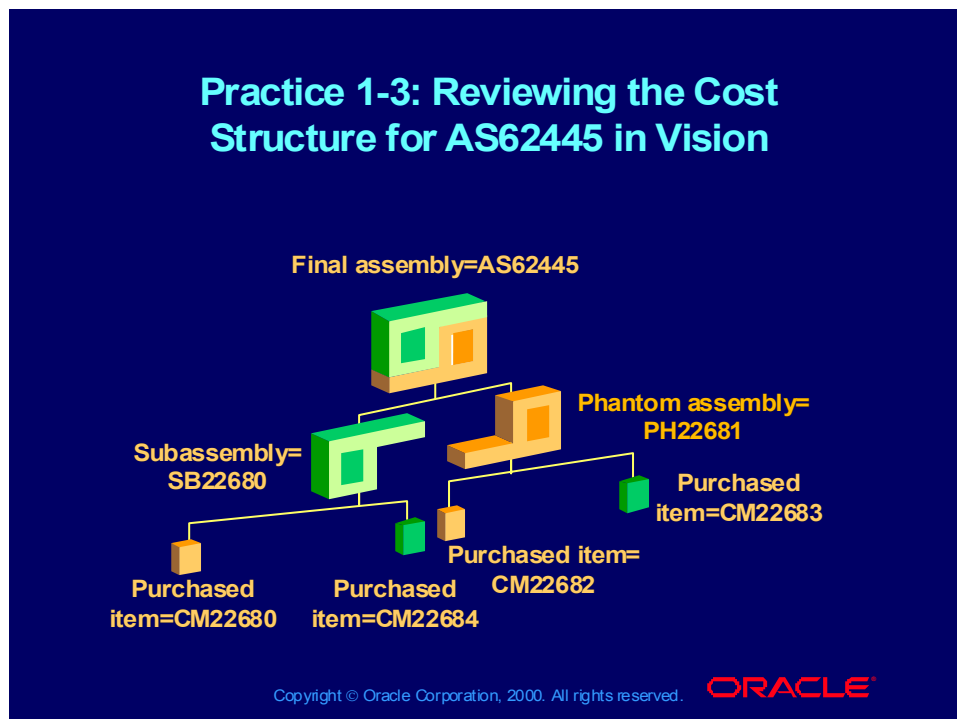 Practice 1-3: Reviewing the Cost
Structure for AS62445 in Vision
Final assembly=AS62445
Phantom assembly=
PH22681
Subassembly=
SB22680
Purchased
item=CM22683
Purchased item=
CM22682
Purchased
item=CM22680
Purchased
item=CM22684
Copyright © Oracle Corporation, 2000. All rights reserved.
ORACLE®